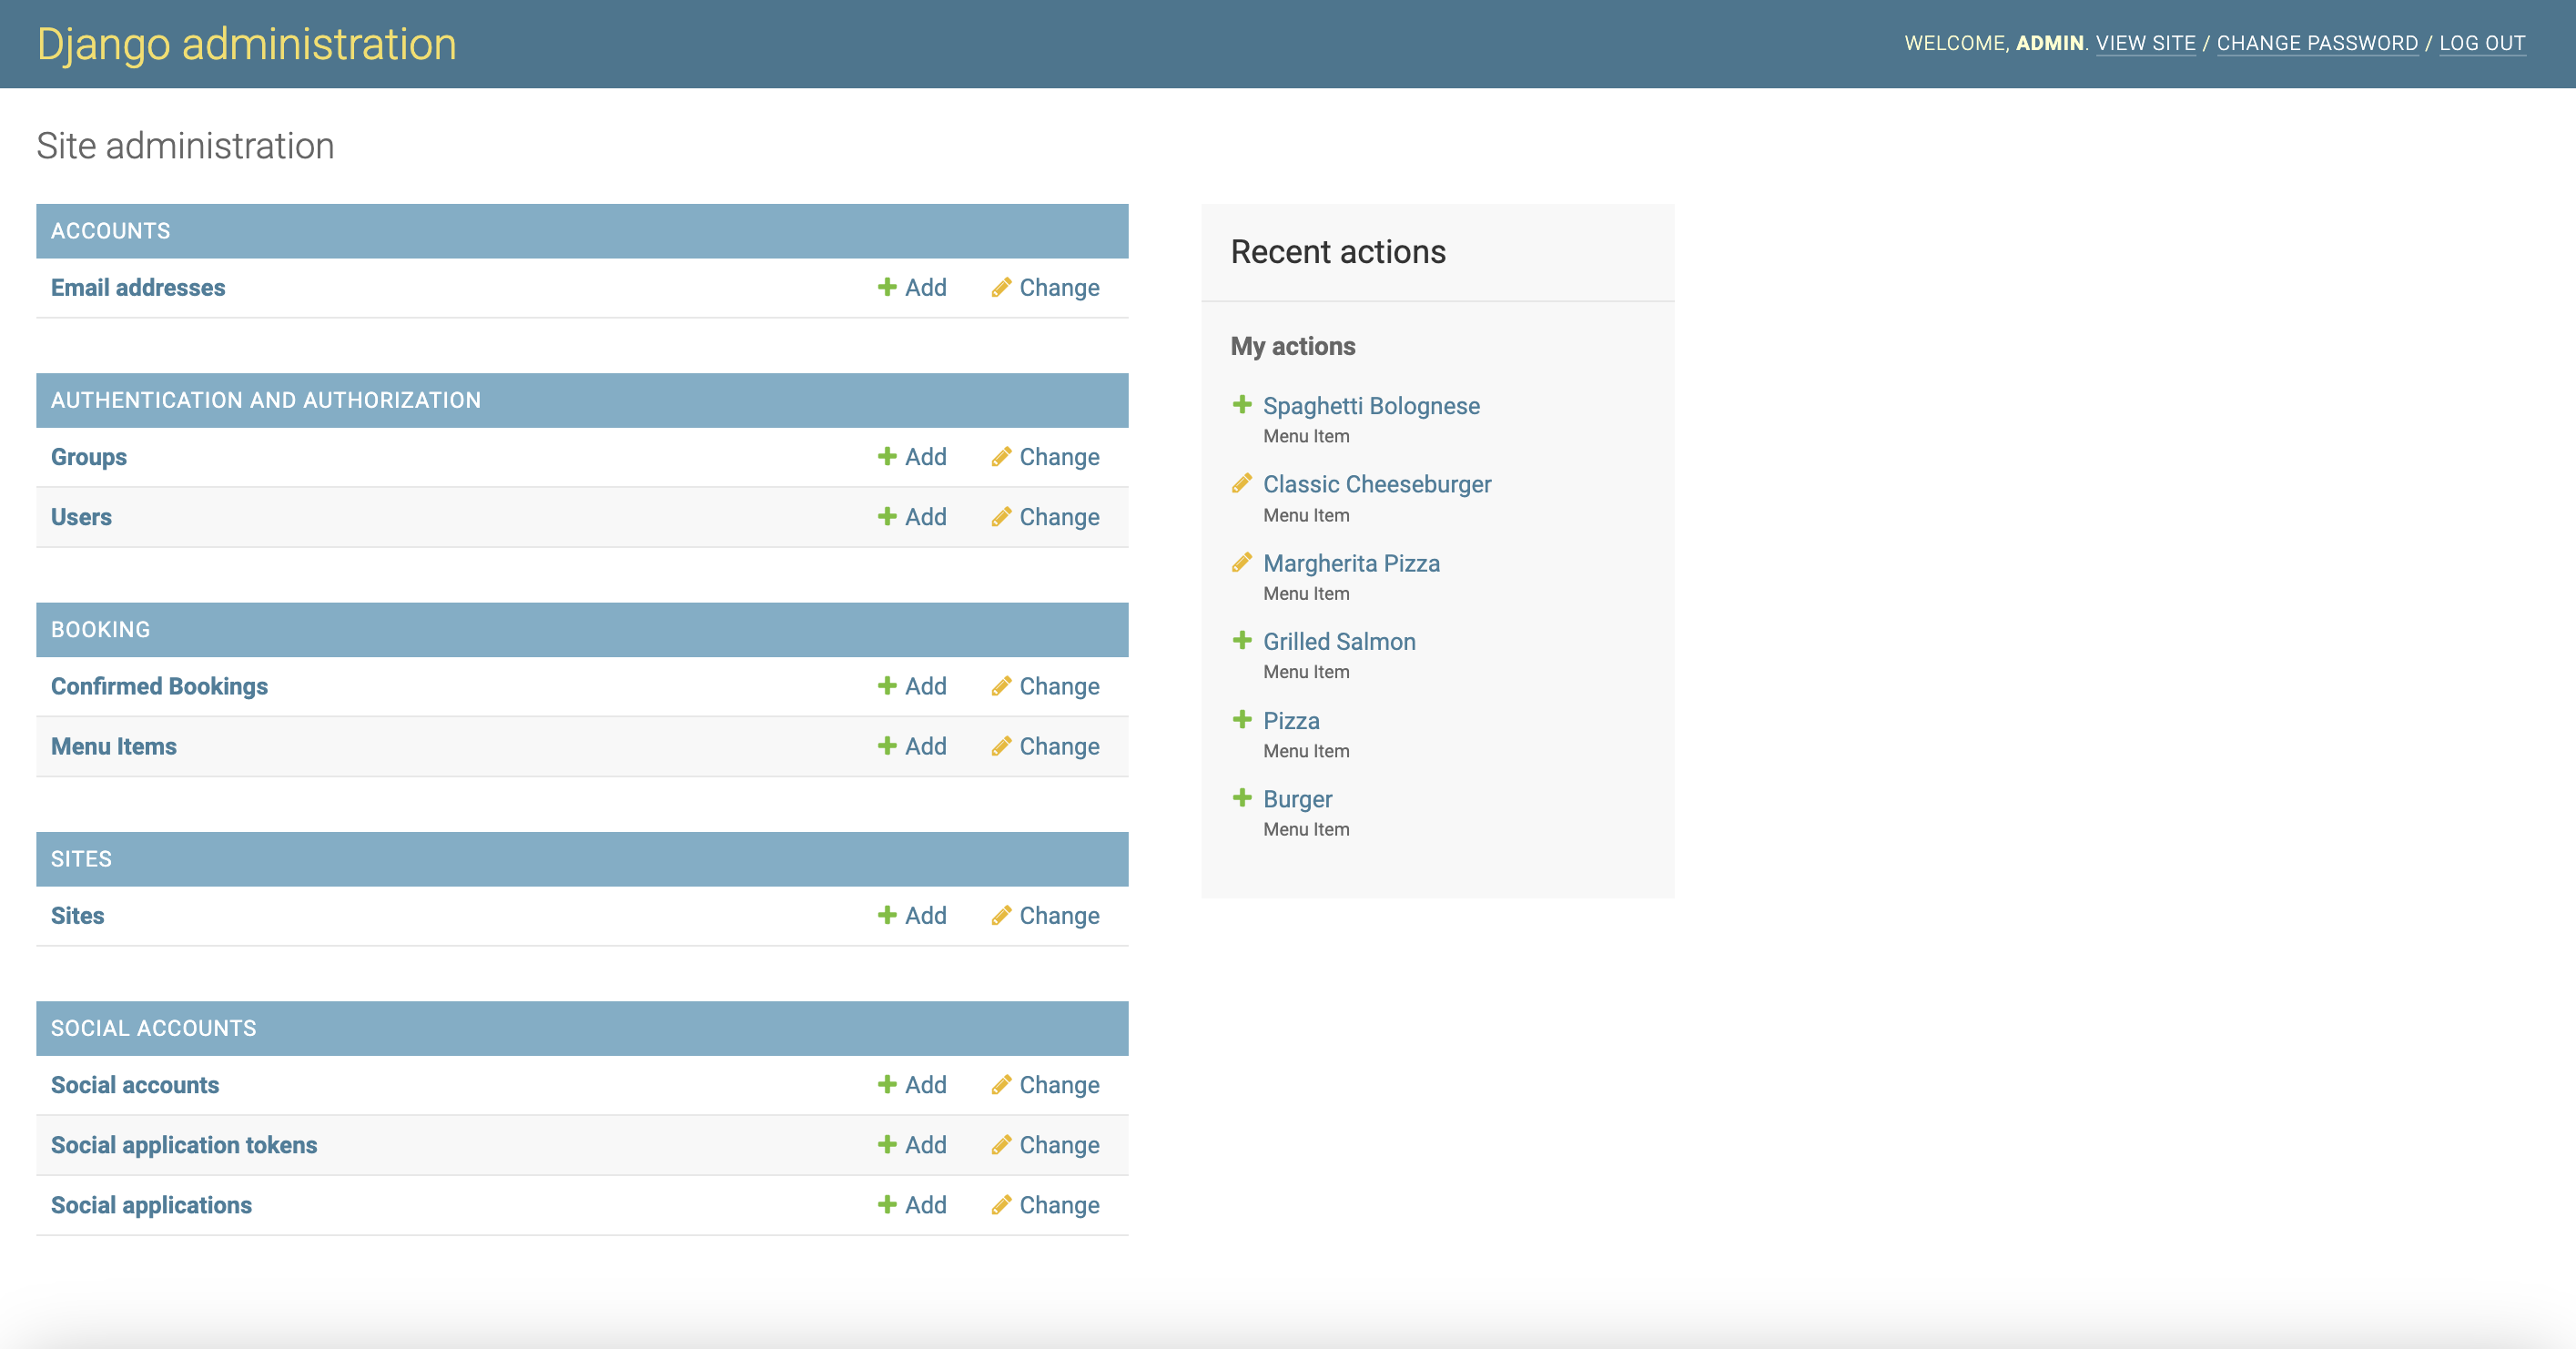 Django administration
WELCOME, ADMIN. VIEW SITE / CHANGE PASSWORD / LOG OUT
Site administration
ACCOUNTS
Email addresses Add Change
AUTHENTICATION AND AUTHORIZATION
Groups Add Change
Users Add Change
BOOKING
Confirmed Bookings Add Change
Menu Items Add Change
SITES
Sites Add Change
SOCIAL ACCOUNTS
Social accounts Add Change
Social application tokens Add Change
Social applications Add Change
Recent actions
My actions
Spaghetti Bolognese
Menu Item
Classic Cheeseburger
Menu Item
Margherita Pizza
Menu Item
Grilled Salmon
Menu Item
Pizza
Menu Item
Burger
Menu Item